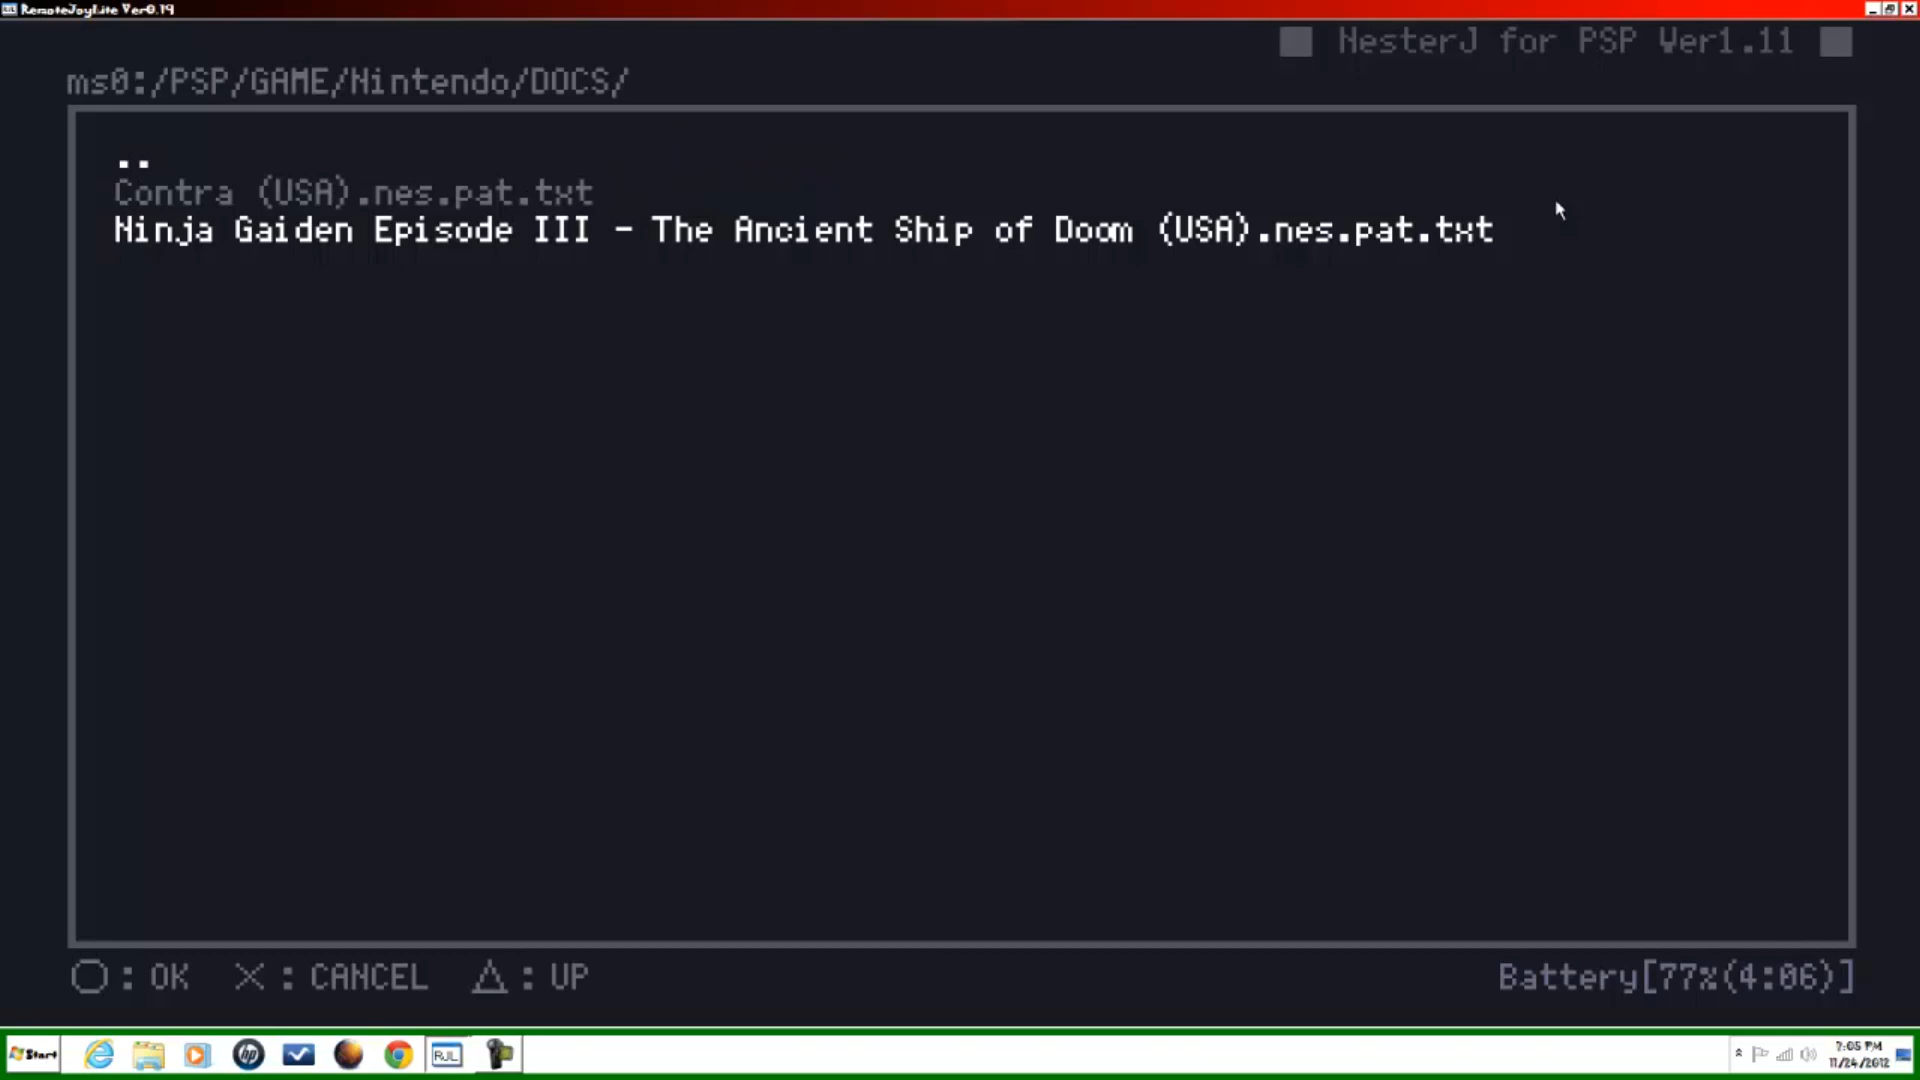 RemoteJoyLite Ver0.19
NesterJ for PSP Ver1.11
ms0:/PSP/GAME/Nintendo/DOCS/
..
Contra (USA).nes.pat.txt
Ninja Gaiden Episode III - The Ancient Ship of Doom (USA).nes.pat.txt
◯: OK ✕: CANCEL △: UP
Battery[77%(4:06)]
Start
hp
RJL
7:05 PM
11/24/2012